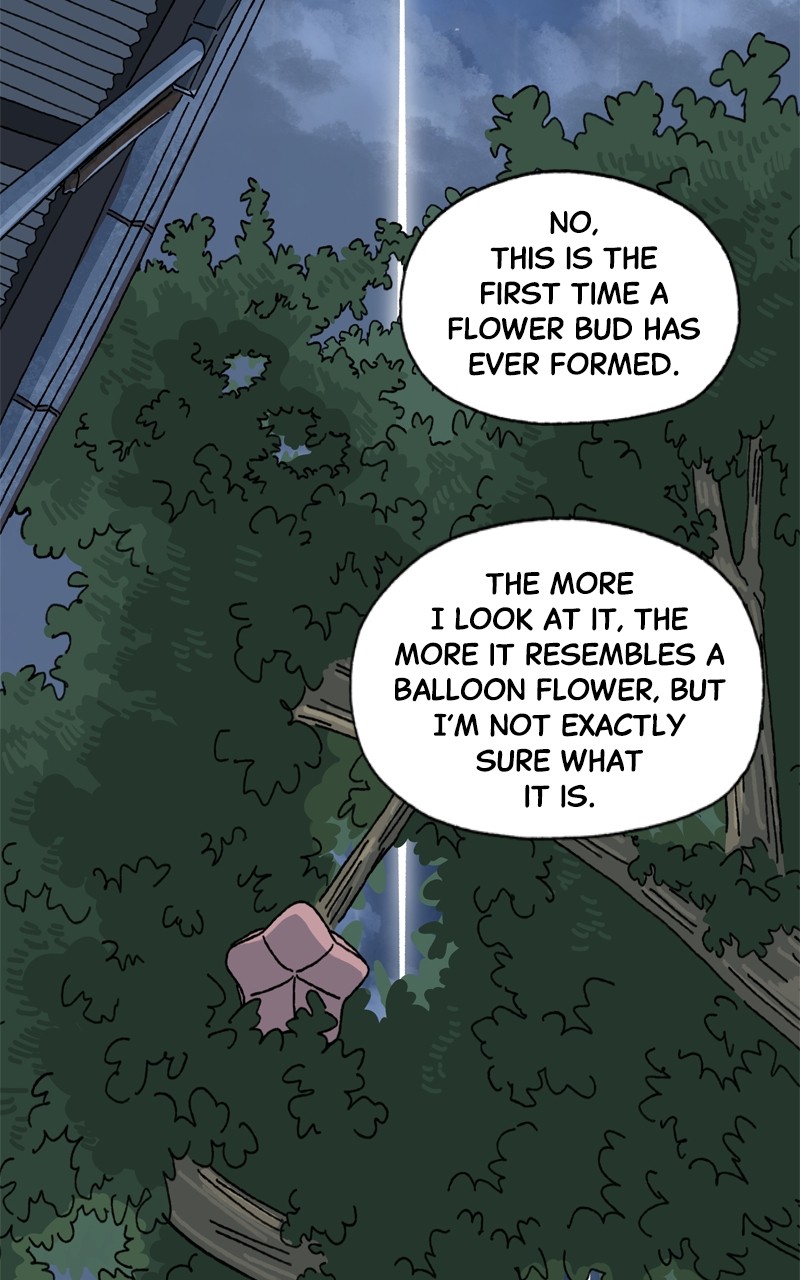 NO,
THIS IS THE
FIRST TIME A
FLOWER BUD HAS
EVER FORMED.
THE MORE
I LOOK AT IT, THE
MORE IT RESEMBLES A
BALLOON FLOWER, BUT
I'M NOT EXACTLY
SURE WHAT
IT IS.